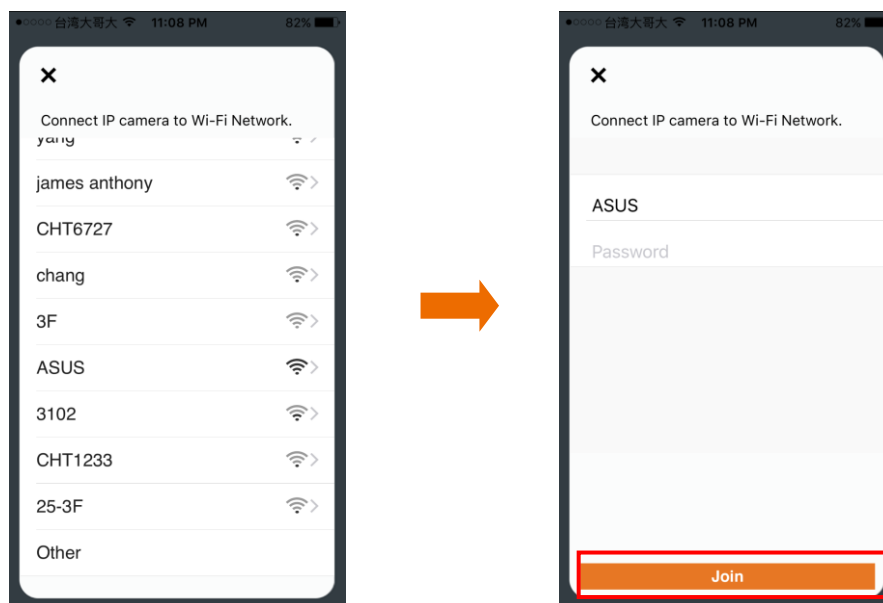 台湾大哥大 11:08 PM 82%
Connect IP camera to Wi-Fi Network.
yang
james anthony
CHT6727
chang
3F
ASUS
3102
CHT1233
25-3F
Other
台湾大哥大 11:08 PM 82%
Connect IP camera to Wi-Fi Network.
ASUS
Password
Join